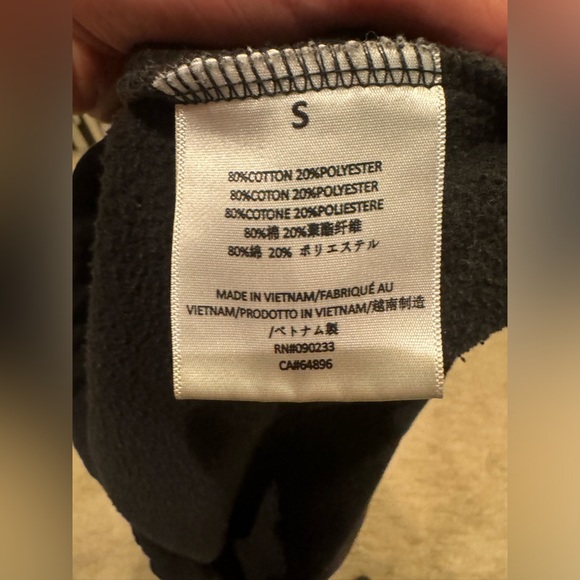 S
80%COTTON 20%POLYESTER
80%COTON 20%POLYESTER
80%COTONE 20%POLIESTERE
80%棉 20%聚酯纤维
80%綿 20% ポリエステル
MADE IN VIETNAM/FABRIQUÉ AU
VIETNAM/PRODOTTO IN VIETNAM/越南制造
/ベトナム製
RN#090233
CA#64896